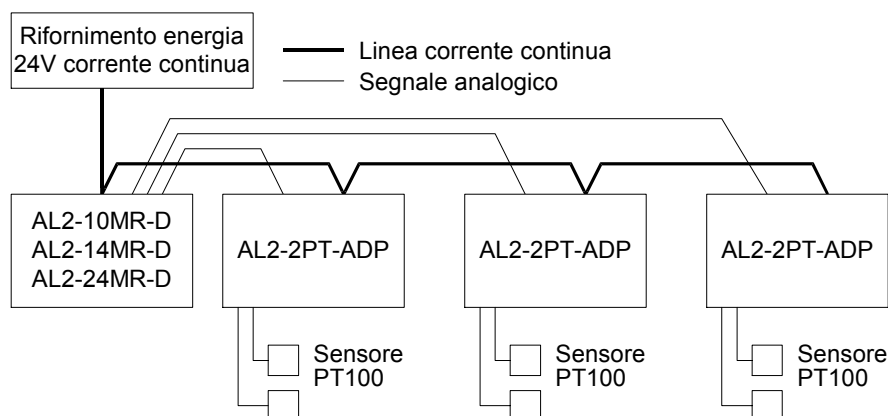 Rifornimento energia
24V corrente continua
Linea corrente continua
Segnale analogico
AL2-10MR-D
AL2-14MR-D
AL2-24MR-D
AL2-2PT-ADP
AL2-2PT-ADP
AL2-2PT-ADP
Sensore
PT100
Sensore
PT100
Sensore
PT100